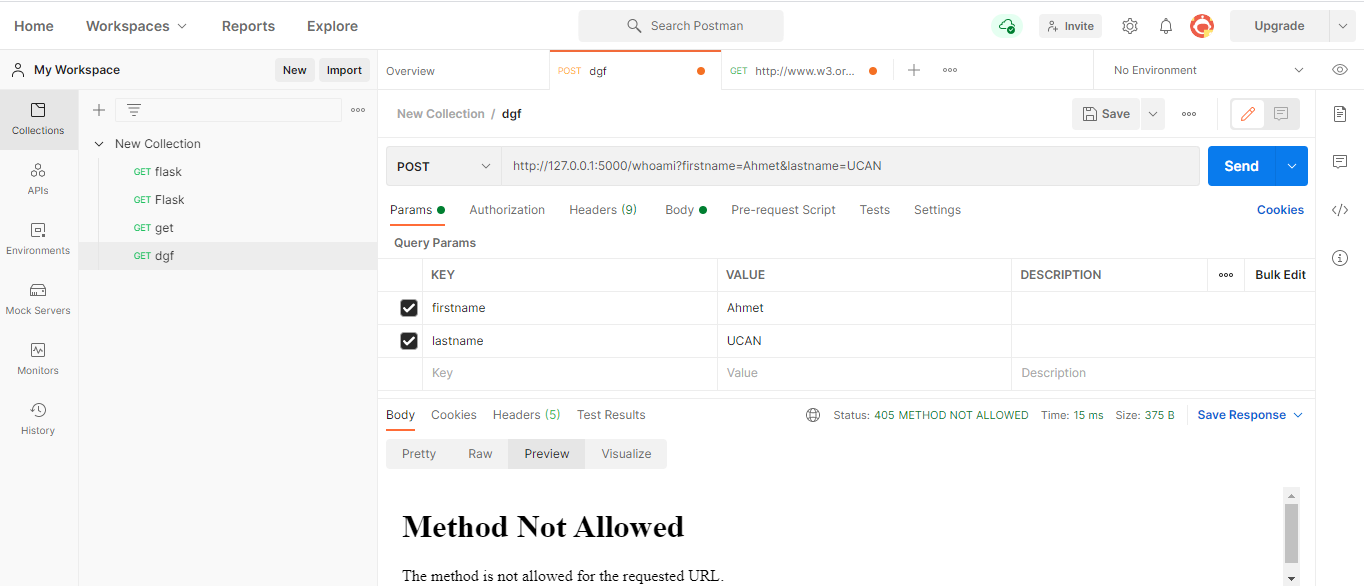 Home Workspaces Reports Explore Search Postman Invite Upgrade
My Workspace New Import
Overview POST dgf GET http://www.w3.or... No Environment
Collections
APIs
Environments
Mock Servers
Monitors
History
New Collection
GET flask
GET Flask
GET get
GET dgf
New Collection / dgf Save
POST http://127.0.0.1:5000/whoami?firstname=Ahmet&lastname=UCAN Send
Params Authorization Headers (9) Body Pre-request Script Tests Settings Cookies
Query Params
KEY VALUE DESCRIPTION Bulk Edit
firstname Ahmet
lastname UCAN
Key Value Description
Body Cookies Headers (5) Test Results Status: 405 METHOD NOT ALLOWED Time: 15 ms Size: 375 B Save Response
Pretty Raw Preview Visualize
Method Not Allowed
The method is not allowed for the requested URL.